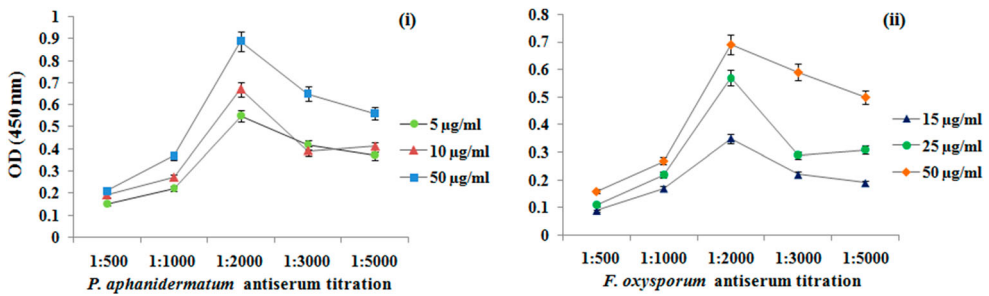 (i)
1
0.9
0.8
0.7
0.6
0.5
0.4
0.3
0.2
0.1
0
OD (450 nm)
1:500 1:1000 1:2000 1:3000 1:5000
P. aphanidermatum antiserum titration
5 µg/ml
10 µg/ml
50 µg/ml
(ii)
0.8
0.7
0.6
0.5
0.4
0.3
0.2
0.1
0
1:500 1:1000 1:2000 1:3000 1:5000
F. oxysporum antiserum titration
15 µg/ml
25 µg/ml
50 µg/ml